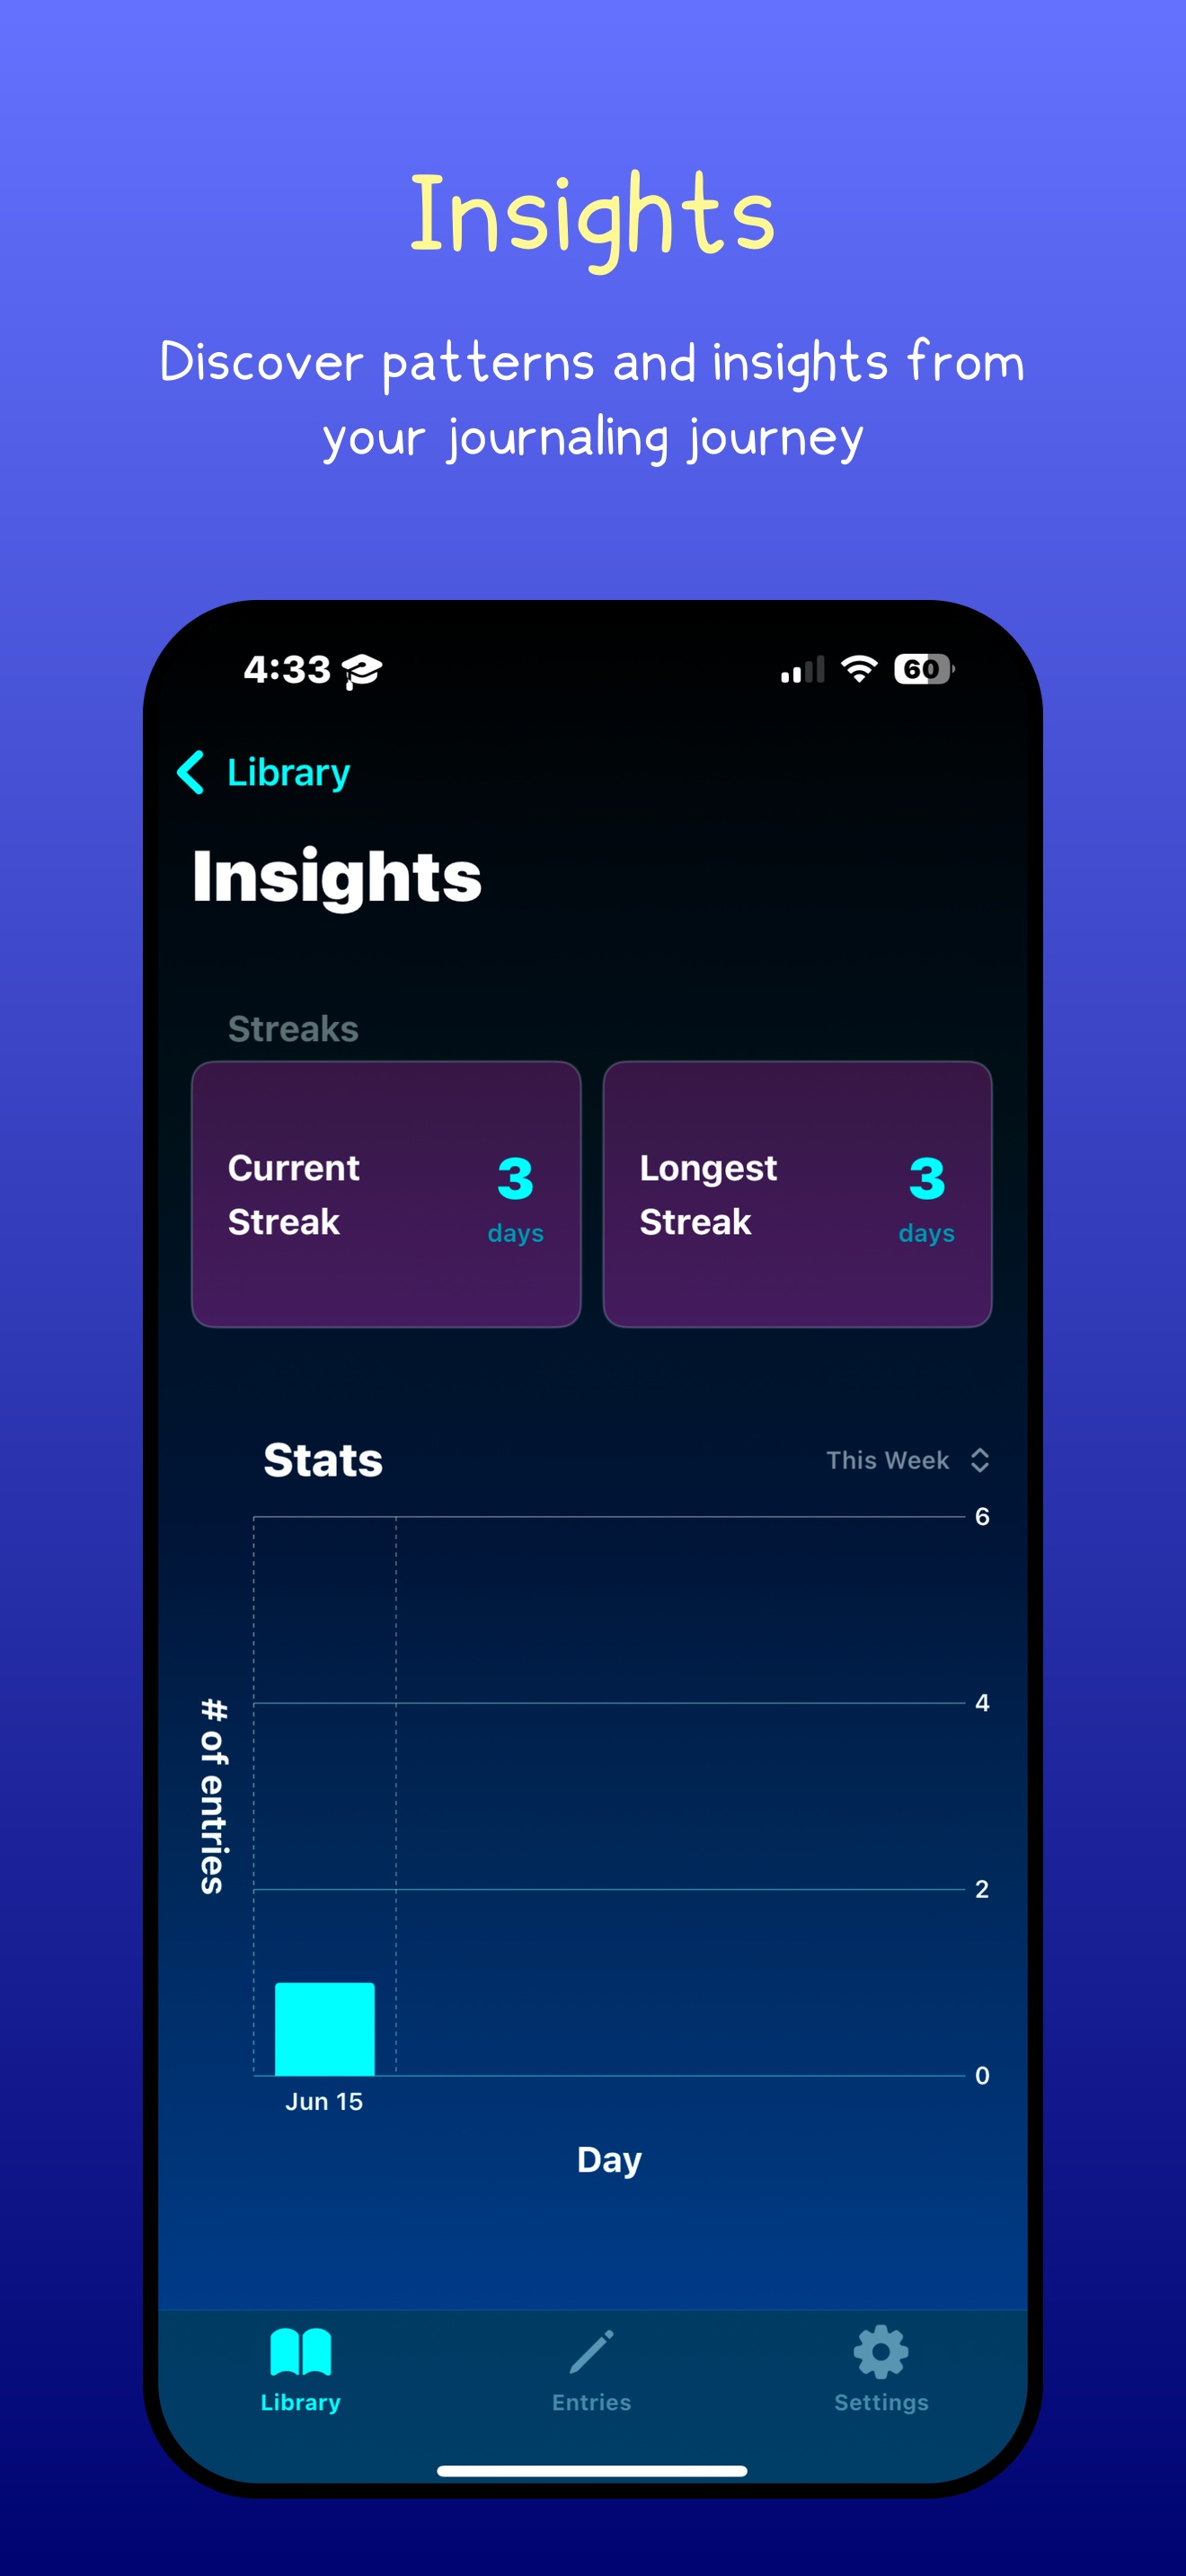 Insights
Discover patterns and insights from
your journaling journey
4:33
60
Library
Insights
Streaks
Current
Streak
3
days
Longest
Streak
3
days
Stats
This Week
6
4
2
0
# of entries
Jun 15
Day
Library
Entries
Settings